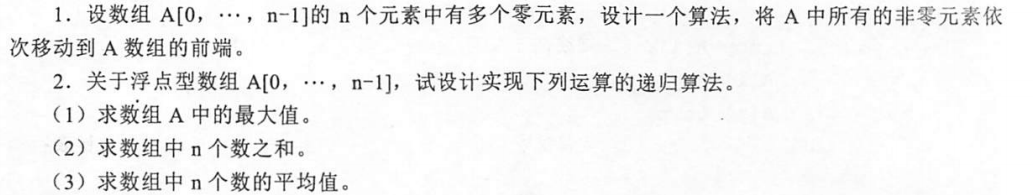 1．设数组 A[0，…，n-1]的 n 个元素中有多个零元素，设计一个算法，将 A 中所有的非零元素依
次移动到 A 数组的前端。
2．关于浮点型数组 A[0，…，n-1]，试设计实现下列运算的递归算法。
（1）求数组 A 中的最大值。
（2）求数组中 n 个数之和。
（3）求数组中 n 个数的平均值。